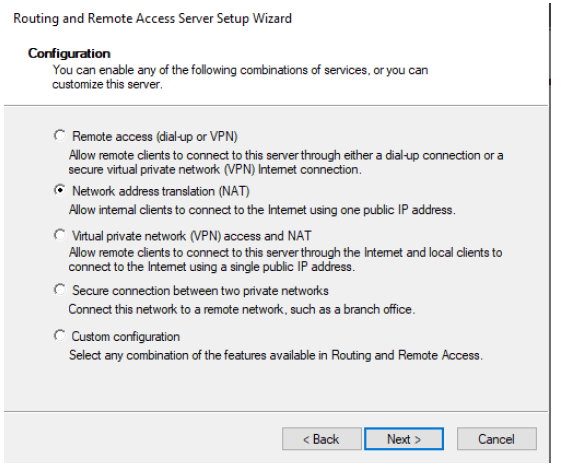 Routing and Remote Access Server Setup Wizard
Configuration
You can enable any of the following combinations of services, or you can
customize this server.
Remote access (dial-up or VPN)
Allow remote clients to connect to this server through either a dial-up connection or a
secure virtual private network (VPN) Internet connection.
Network address translation (NAT)
Allow internal clients to connect to the Internet using one public IP address.
Virtual private network (VPN) access and NAT
Allow remote clients to connect to this server through the Internet and local clients to
connect to the Internet using a single public IP address.
Secure connection between two private networks
Connect this network to a remote network, such as a branch office.
Custom configuration
Select any combination of the features available in Routing and Remote Access.
< Back Next > Cancel